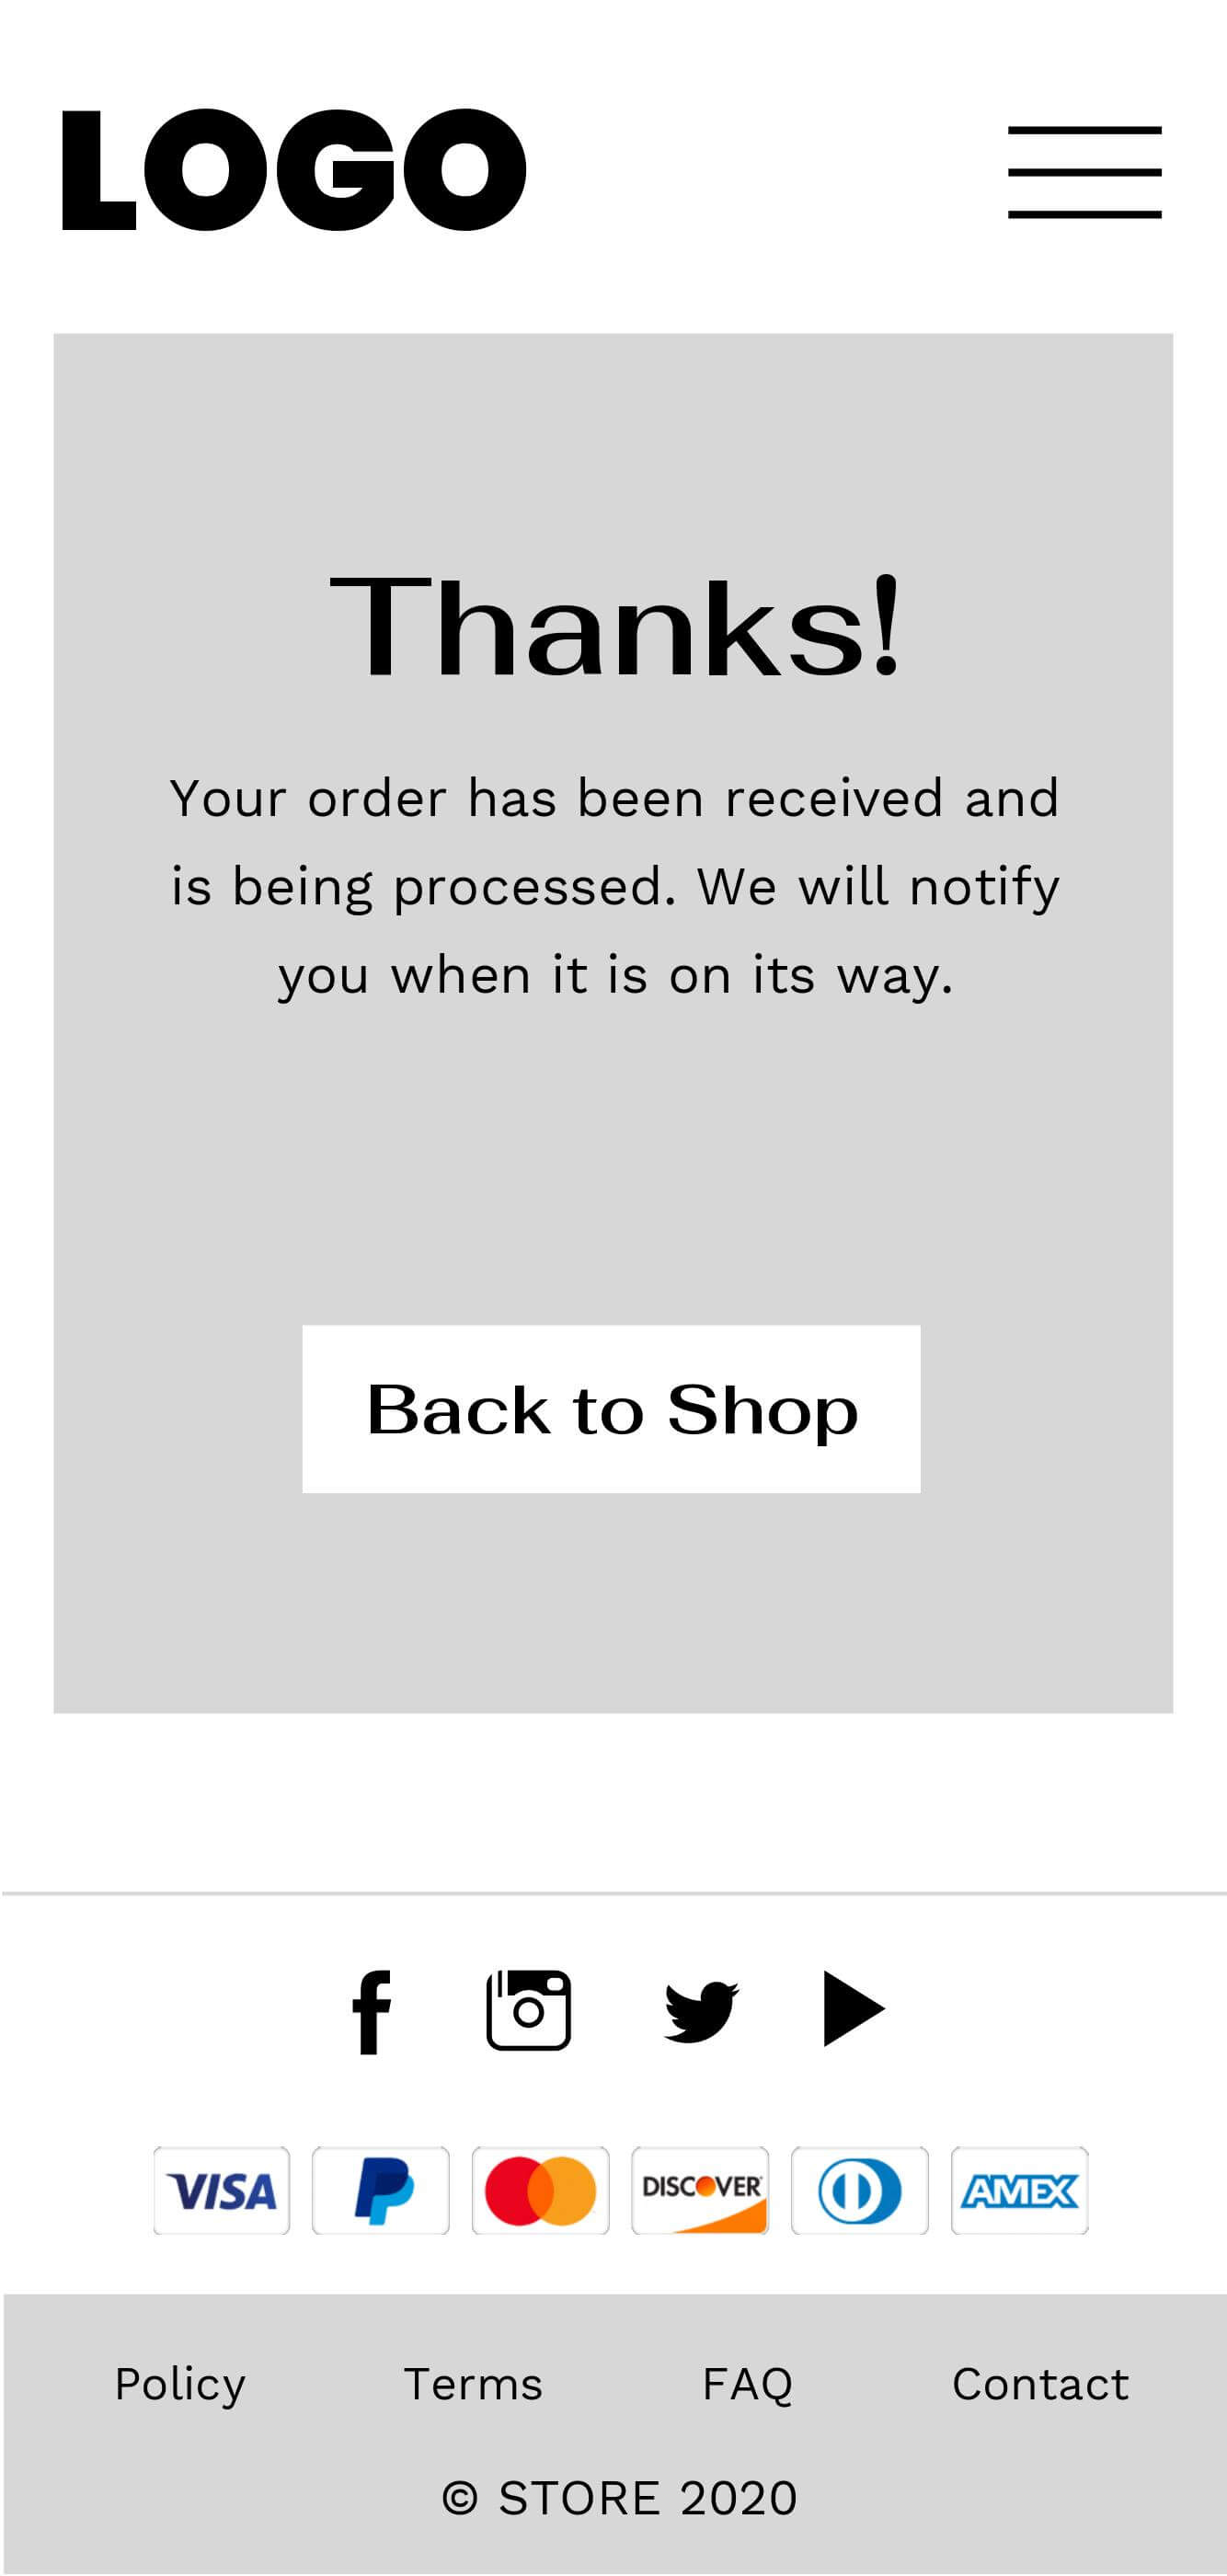 LOGO
Thanks!
Your order has been received and
is being processed. We will notify
you when it is on its way.
Back to Shop
VISA DISCOVER AMEX
Policy Terms FAQ Contact
© STORE 2020